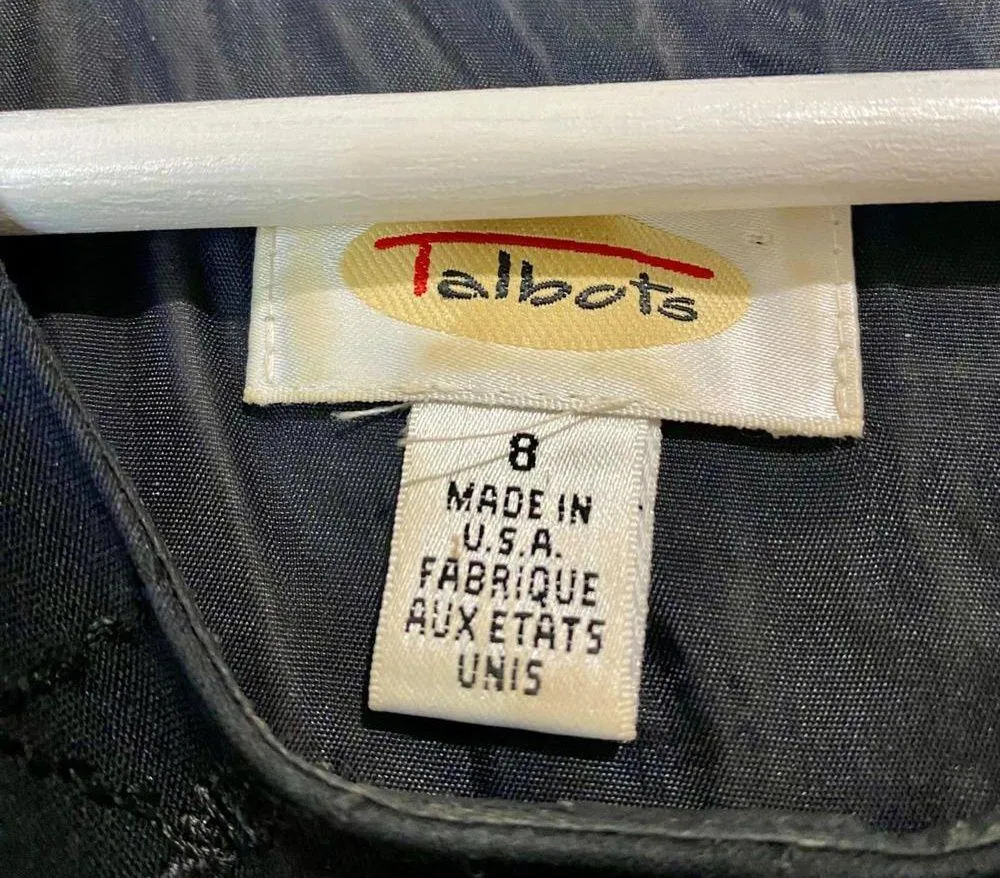 Talbots
8
MADE IN
U.S.A.
FABRIQUE
AUX ETATS
UNIS